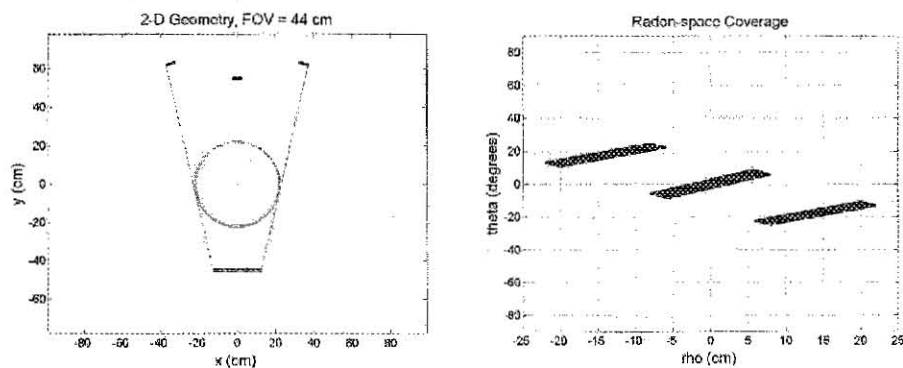 2-D Geometry, FOV = 44 cm
60
40
20
0
-20
-40
-60
y (cm)
-80 -60 -40 -20 0 20 40 60 80
x (cm)
Radon-space Coverage
80
60
40
20
0
-20
-40
-60
-80
theta (degrees)
-25 -20 -15 -10 -5 0 5 10 15 20 25
rho (cm)